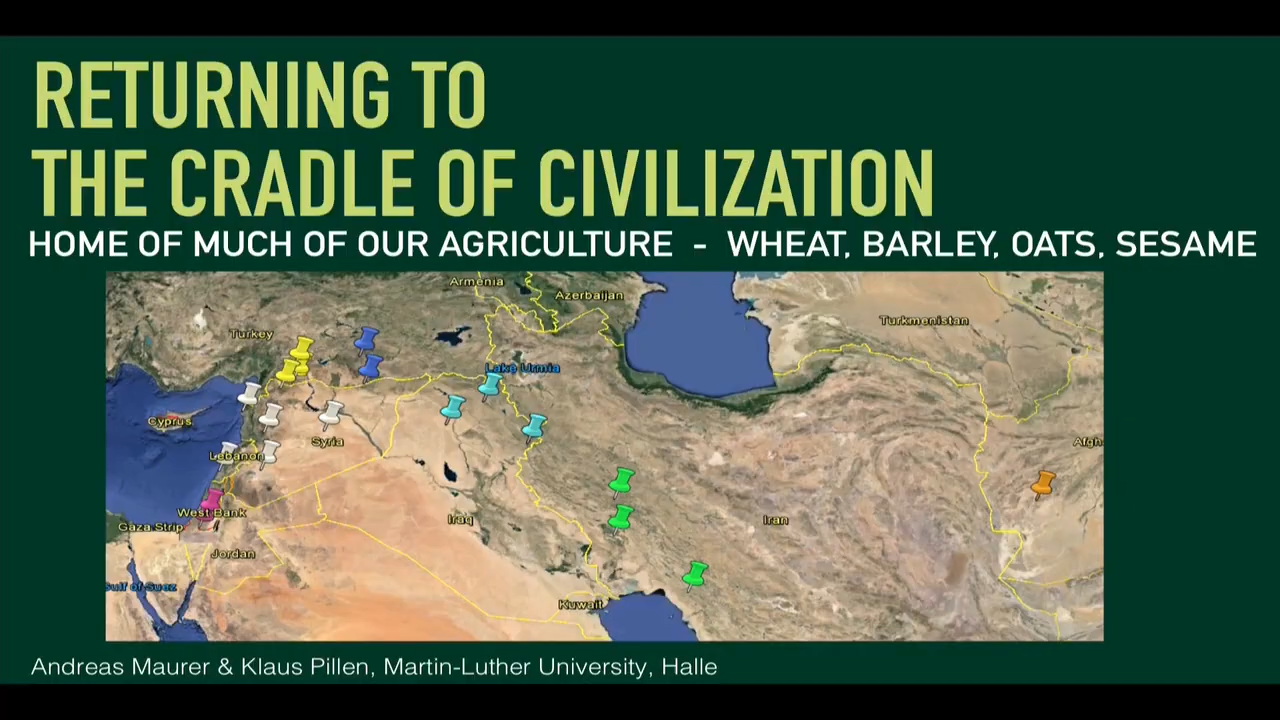 RETURNING TO
THE CRADLE OF CIVILIZATION
HOME OF MUCH OF OUR AGRICULTURE - WHEAT, BARLEY, OATS, SESAME
Armenia
Azerbaijan
Turkmenistan
Turkey
Lake Urmia
Cyprus
Syria
Afgh
Lebanon
West Bank
Gaza Strip
Iraq
Iran
Jordan
Gulf of Suez
Kuwait
Andreas Maurer & Klaus Pillen, Martin-Luther University, Halle